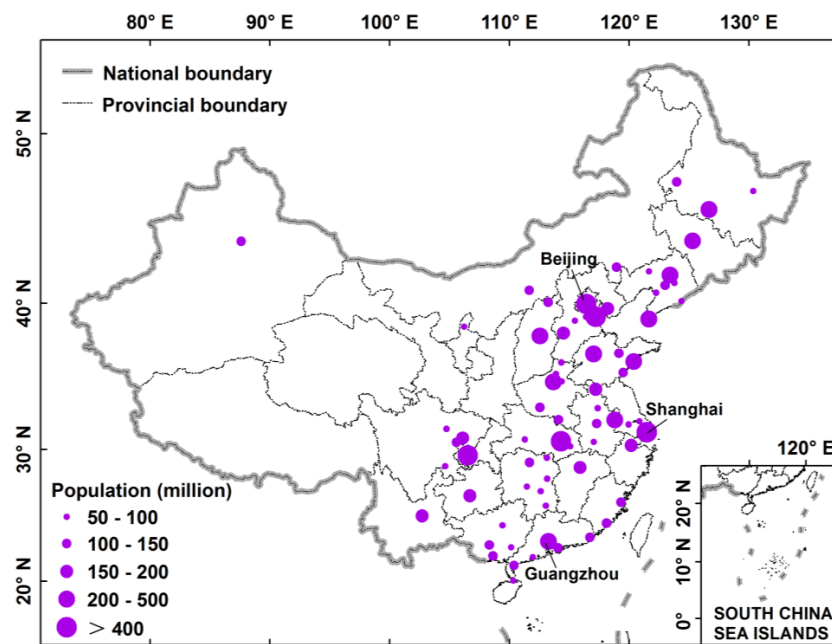 80° E 90° E 100° E 110° E 120° E 130° E
National boundary
Provincial boundary
50° N
40° N
30° N
20° N
Beijing
Shanghai
Guangzhou
Population (million)
50 - 100
100 - 150
150 - 200
200 - 500
> 400
120° E
20° N
10° N
0°
SOUTH CHINA
SEA ISLANDS